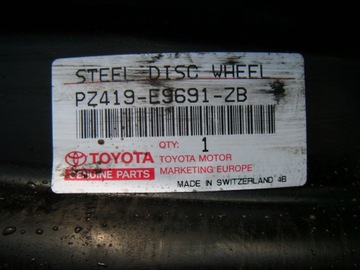 STEEL DISC WHEEL
PZ419-E9691-ZB
QTY: 1
TOYOTA
GENUINE PARTS
TOYOTA MOTOR
MARKETING EUROPE
MADE IN SWITZERLAND 4B